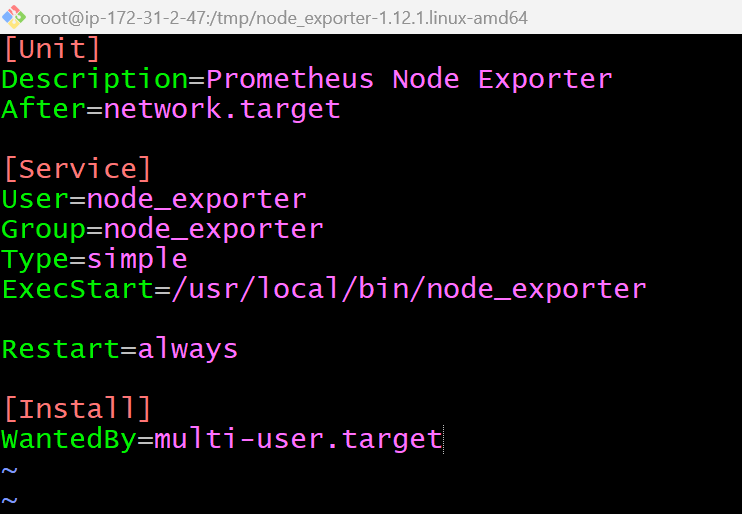 root@ip-172-31-2-47:/tmp/node_exporter-1.12.1.linux-amd64
[Unit]
Description=Prometheus Node Exporter
After=network.target
[Service]
User=node_exporter
Group=node_exporter
Type=simple
ExecStart=/usr/local/bin/node_exporter
Restart=always
[Install]
WantedBy=multi-user.target
~
~